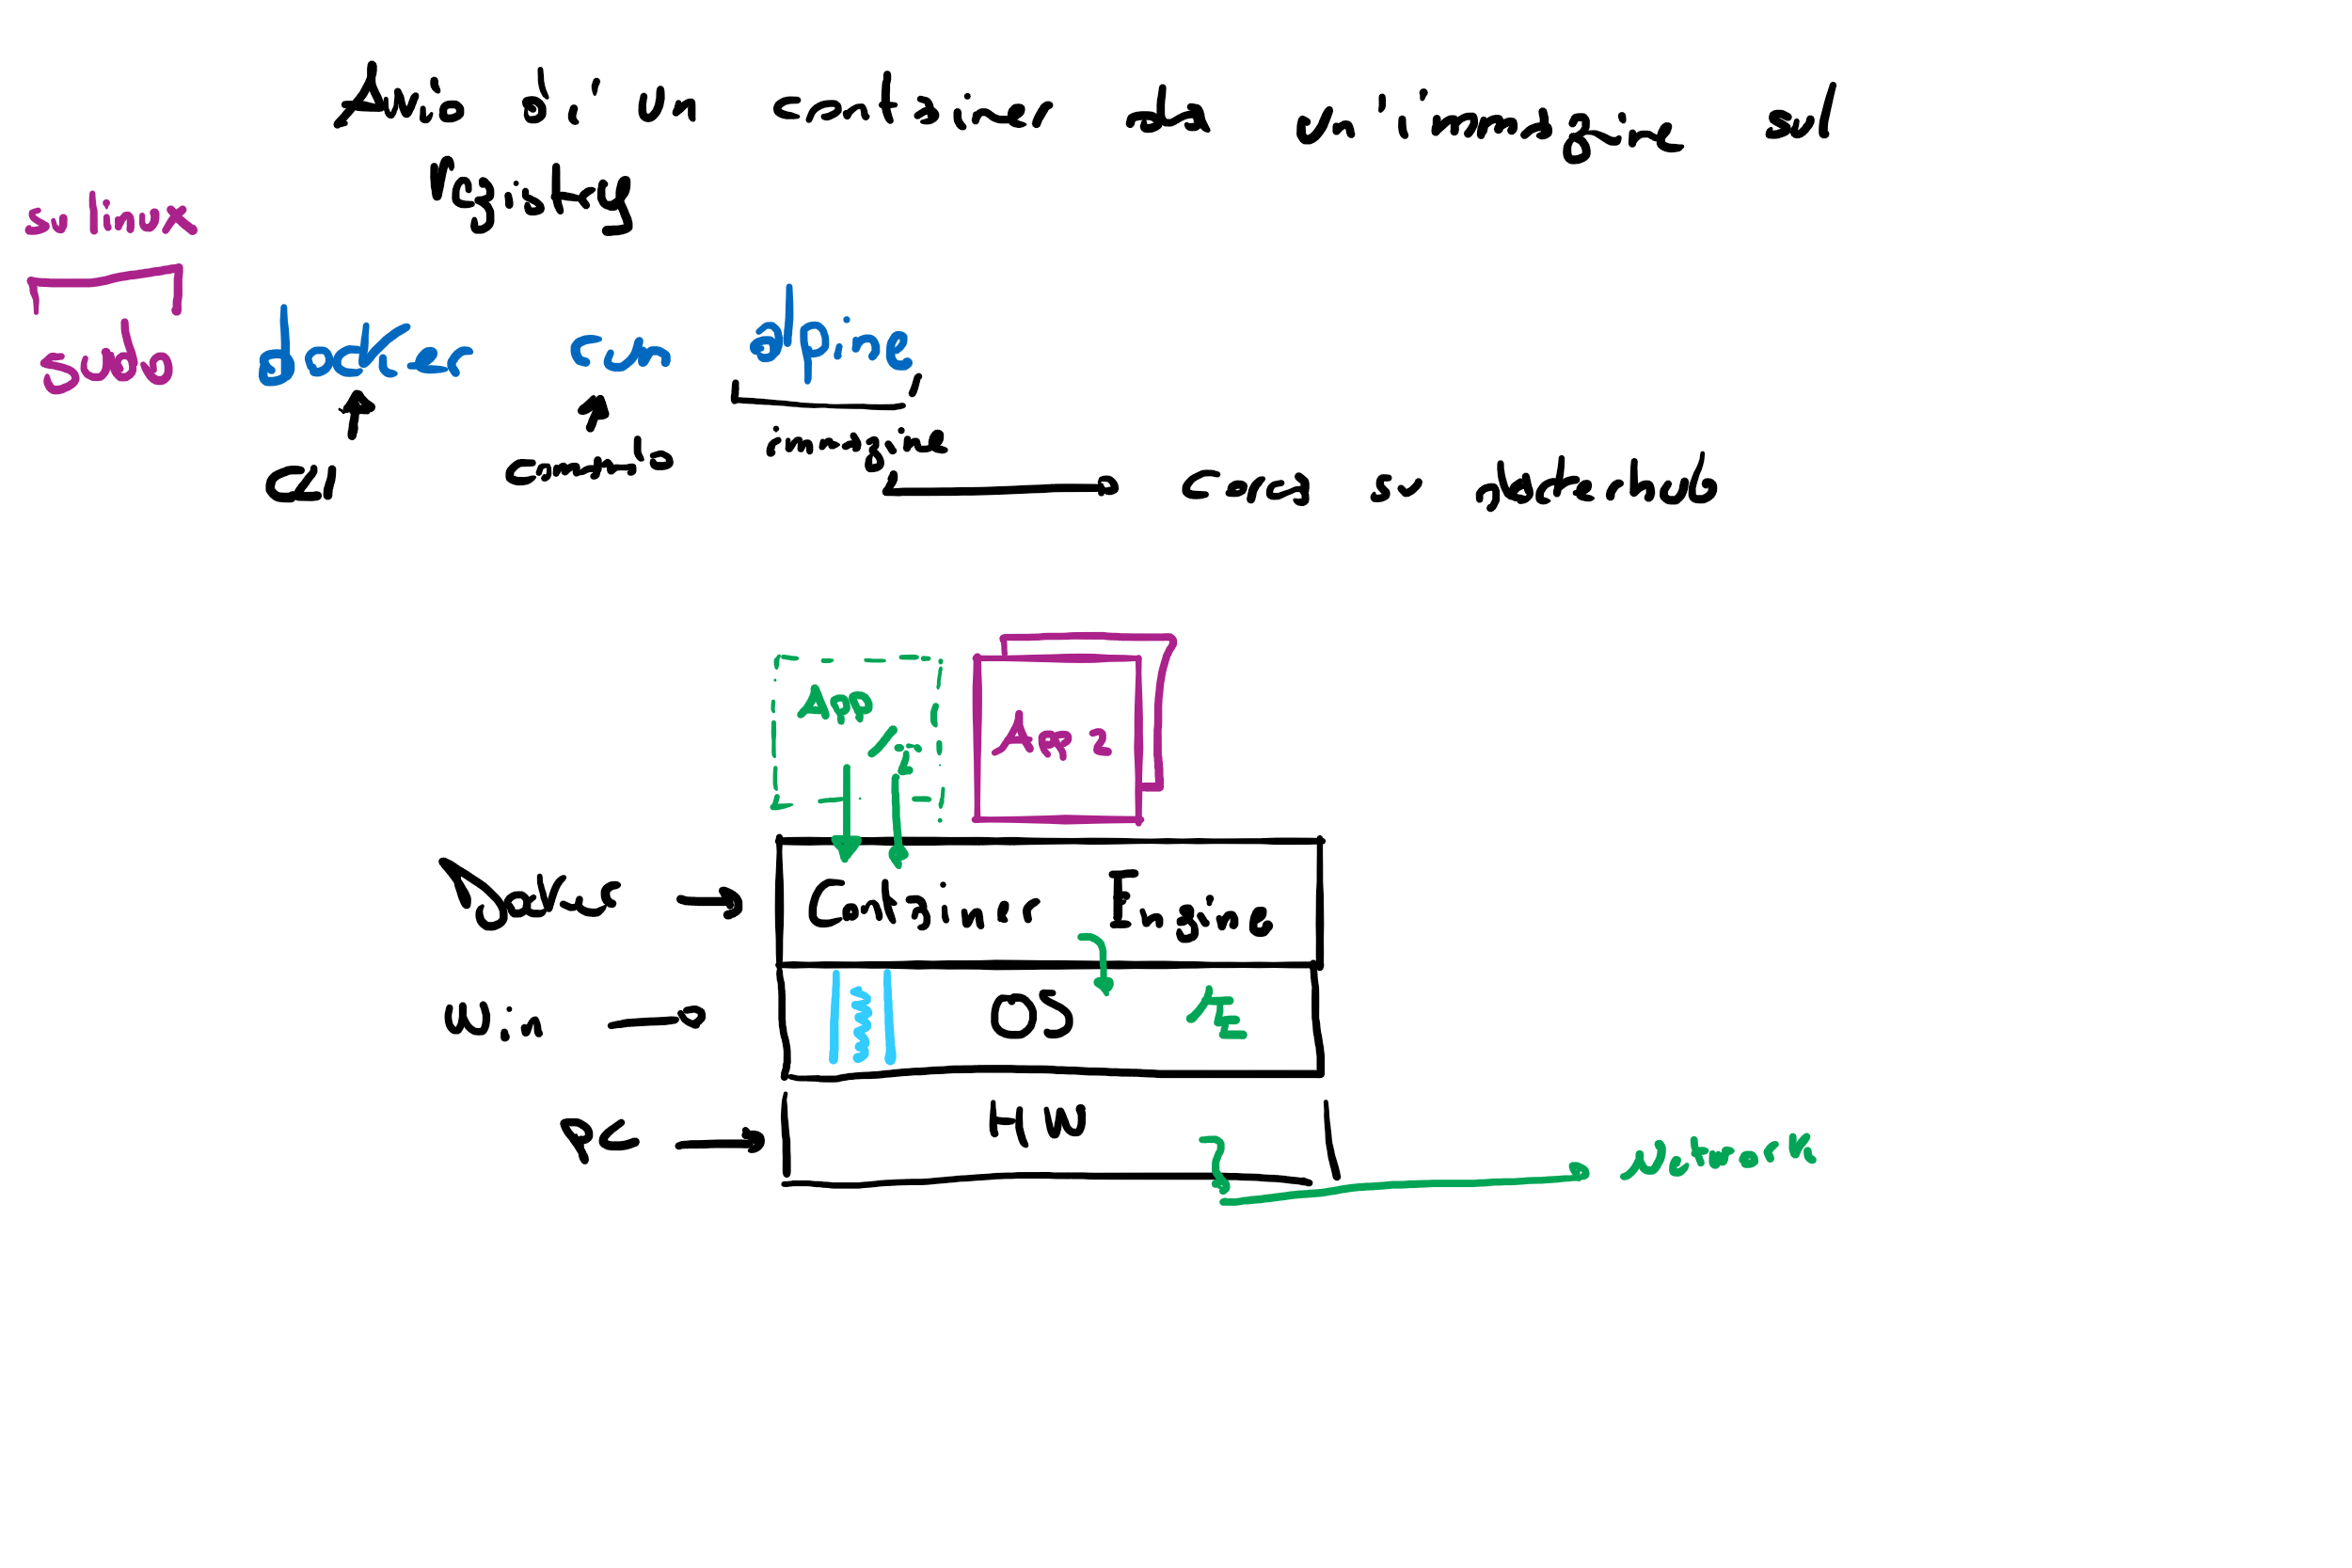 Avvio di un container da un'immagine sul
Registry
su linux
sudo docker run alpine
CLI comando immagine
cerca su
App
App 2
Docker → Container Engine
Win → OS
PC → HW
Network